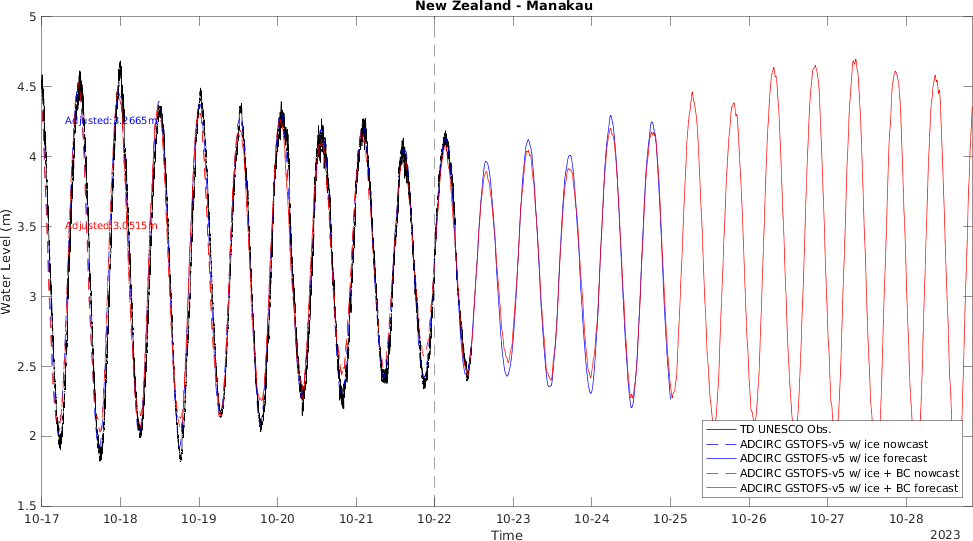 New Zealand - Manakau
5
4.5
4
3.5
3
2.5
2
1.5
Water Level (m)
Adjusted:3.2665m
Adjusted:3.0515m
TD UNESCO Obs.
ADCIRC GSTOFS-v5 w/ ice nowcast
ADCIRC GSTOFS-v5 w/ ice forecast
ADCIRC GSTOFS-v5 w/ ice + BC nowcast
ADCIRC GSTOFS-v5 w/ ice + BC forecast
10-17 10-18 10-19 10-20 10-21 10-22 10-23 10-24 10-25 10-26 10-27 10-28
Time
2023